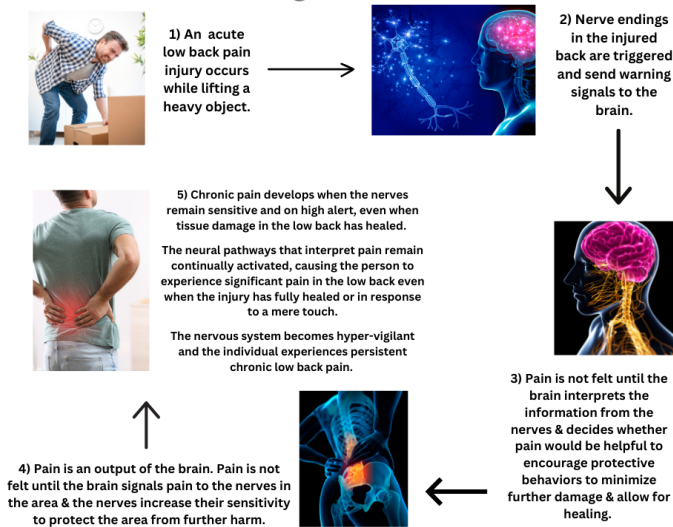 1) An acute
low back pain
injury occurs
while lifting a
heavy object.
2) Nerve endings
in the injured
back are triggered
and send warning
signals to the
brain.
3) Pain is not felt until the
brain interprets the
information from the
nerves & decides whether
pain would be helpful to
encourage protective
behaviors to minimize
further damage & allow for
healing.
4) Pain is an output of the brain. Pain is not
felt until the brain signals pain to the nerves in
the area & the nerves increase their sensitivity
to protect the area from further harm.
5) Chronic pain develops when the nerves
remain sensitive and on high alert, even when
tissue damage in the low back has healed.
The neural pathways that interpret pain remain
continually activated, causing the person to
experience significant pain in the low back even
when the injury has fully healed or in response
to a mere touch.
The nervous system becomes hyper-vigilant
and the individual experiences persistent
chronic low back pain.